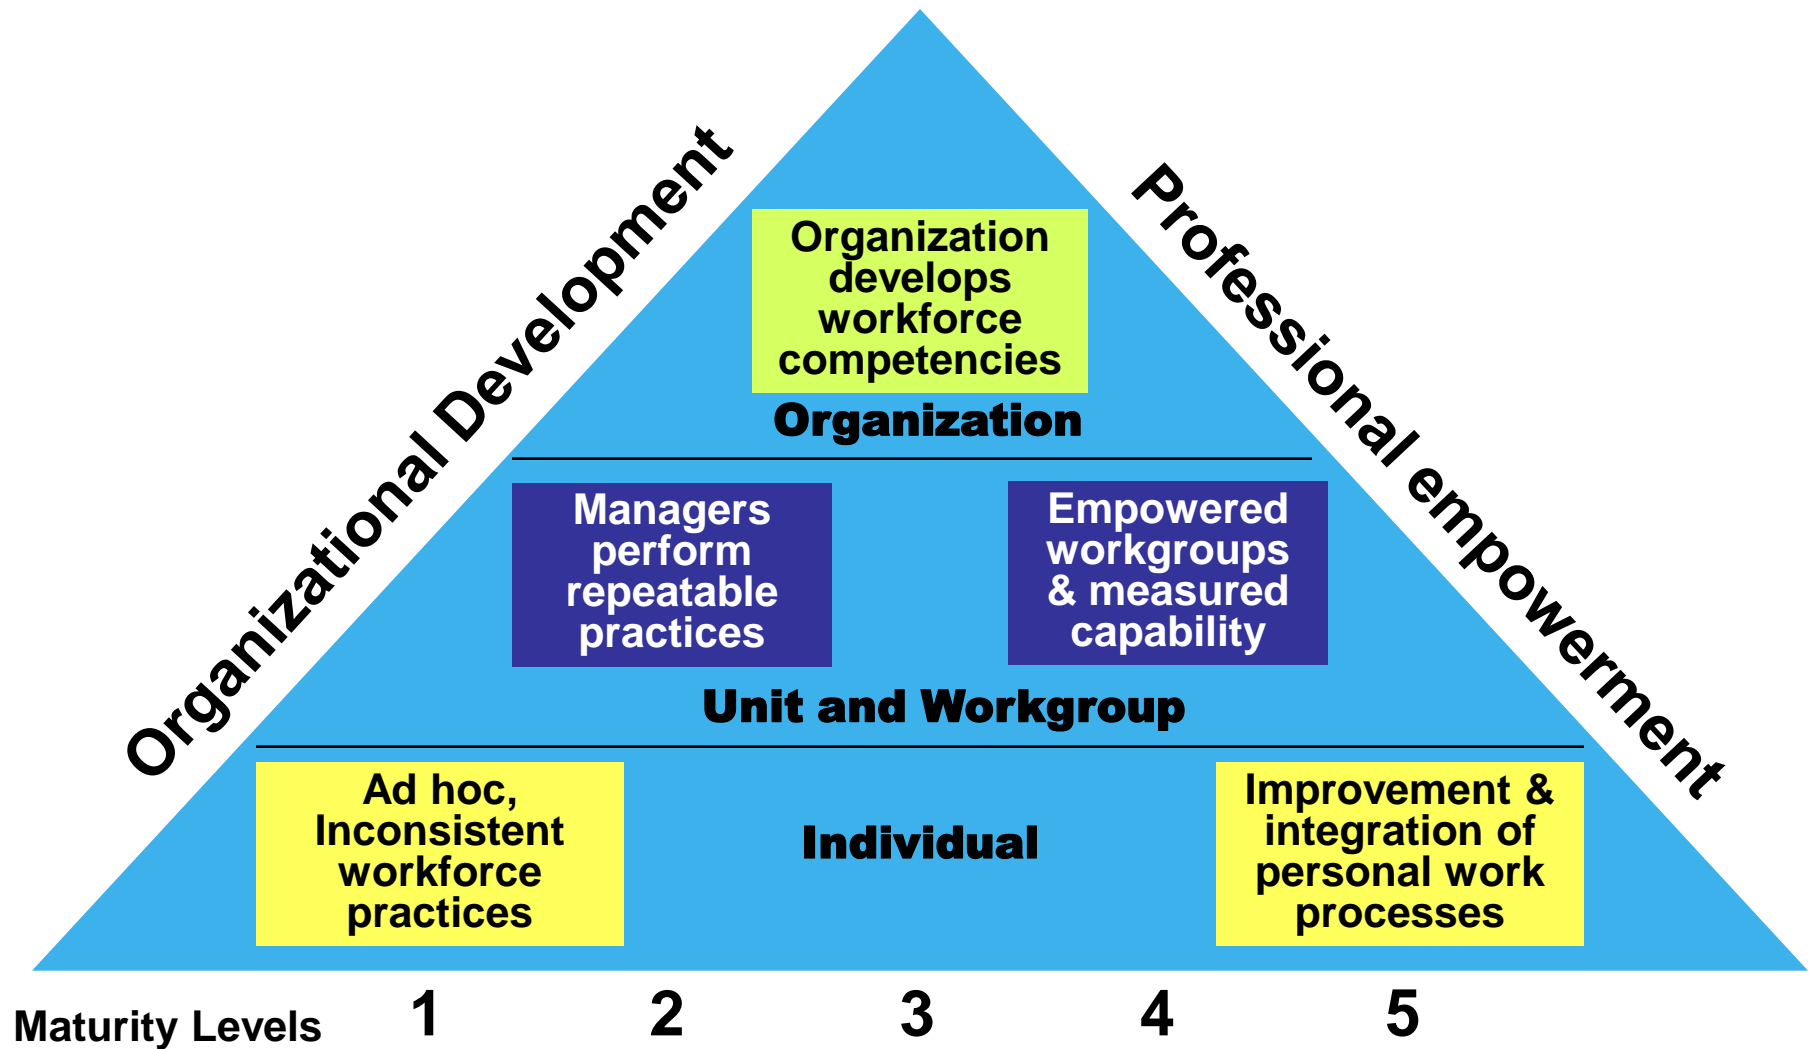 Organizational Development
Professional empowerment
Organization
develops
workforce
competencies
Organization
Managers
perform
repeatable
practices
Empowered
workgroups
& measured
capability
Unit and Workgroup
Ad hoc,
Inconsistent
workforce
practices
Individual
Improvement &
integration of
personal work
processes
Maturity Levels 1 2 3 4 5